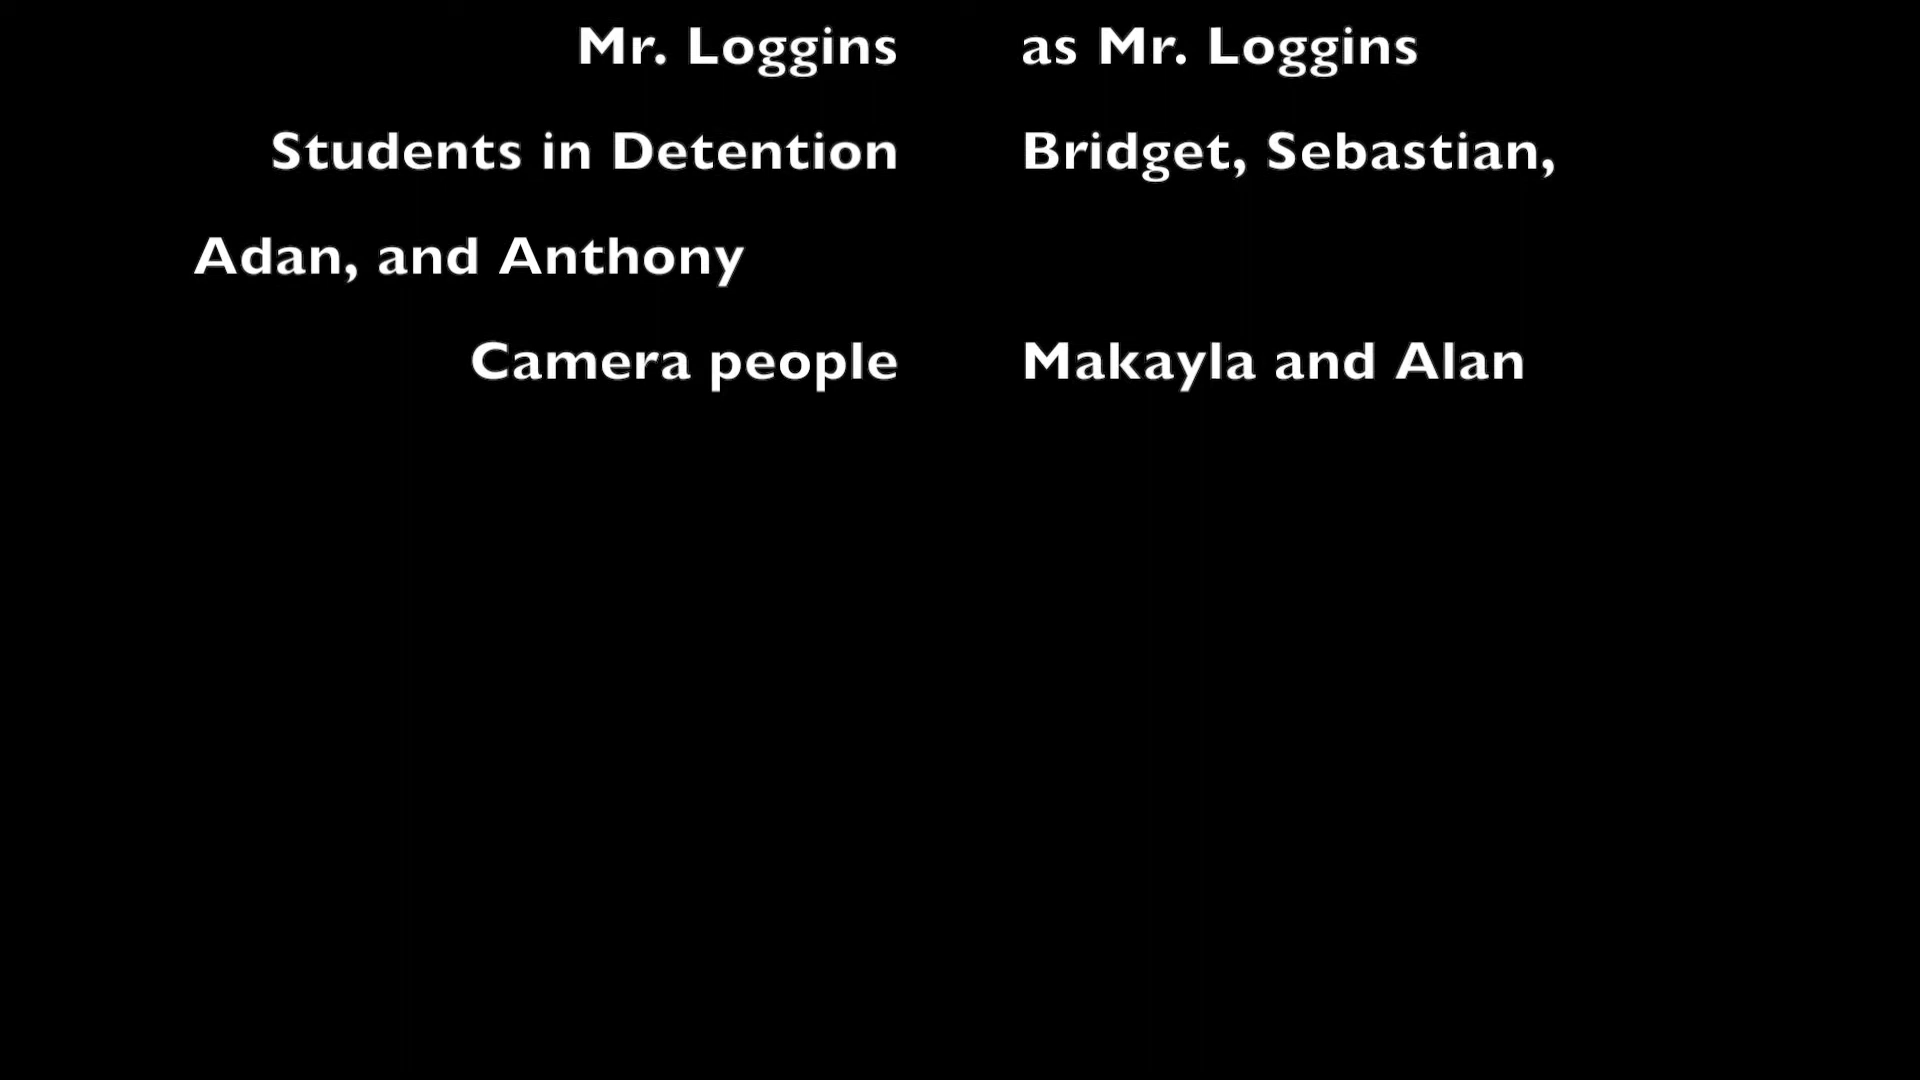 Mr. Loggins as Mr. Loggins
Students in Detention Bridget, Sebastian,
Adan, and Anthony
Camera people Makayla and Alan